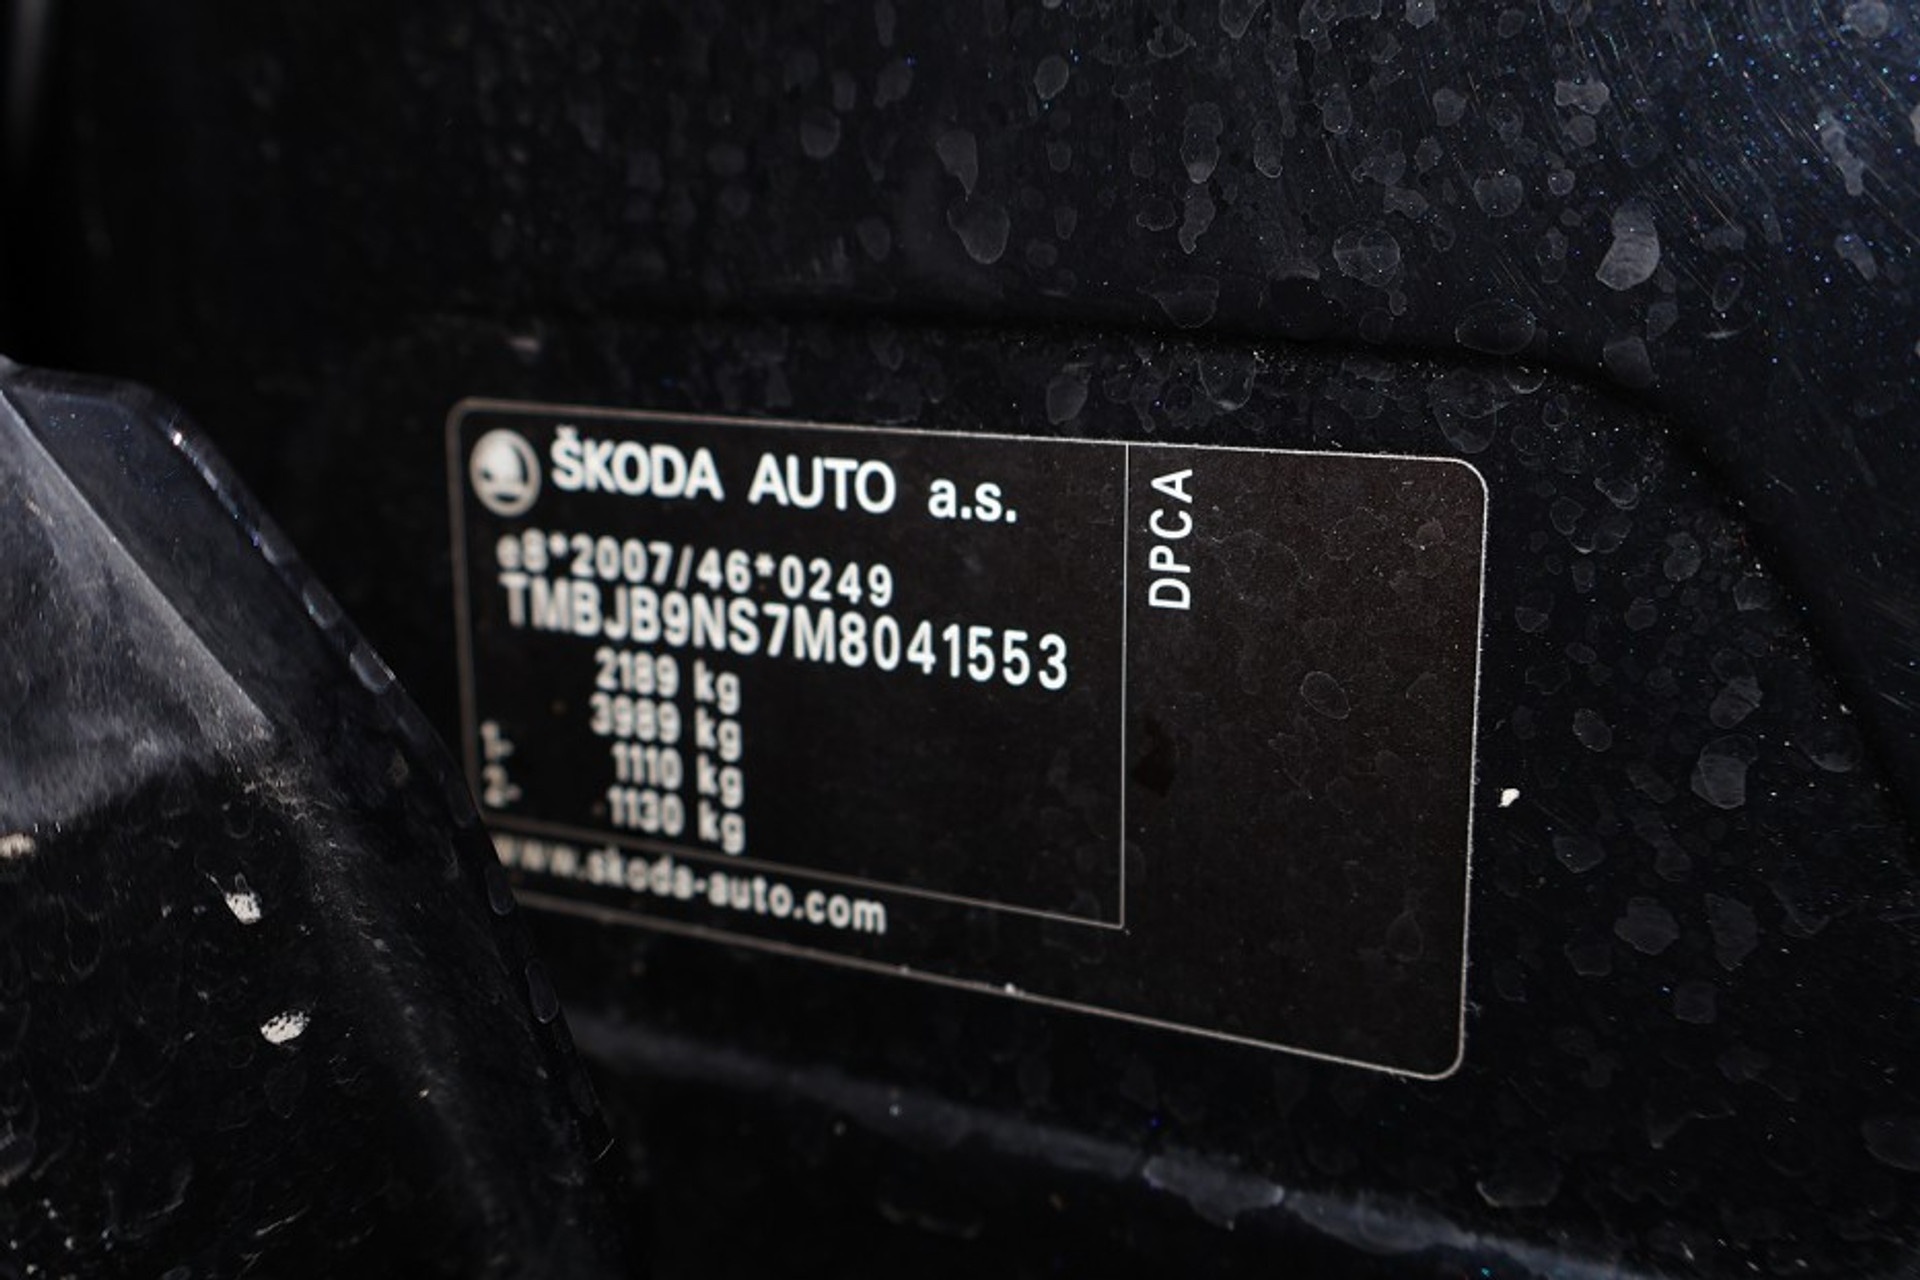 ŠKODA AUTO a.s.
e8*2007/46*0249
TMBJB9NS7M8041553
2189 kg
3989 kg
1- 1110 kg
2- 1130 kg
www.skoda-auto.com
DPCA